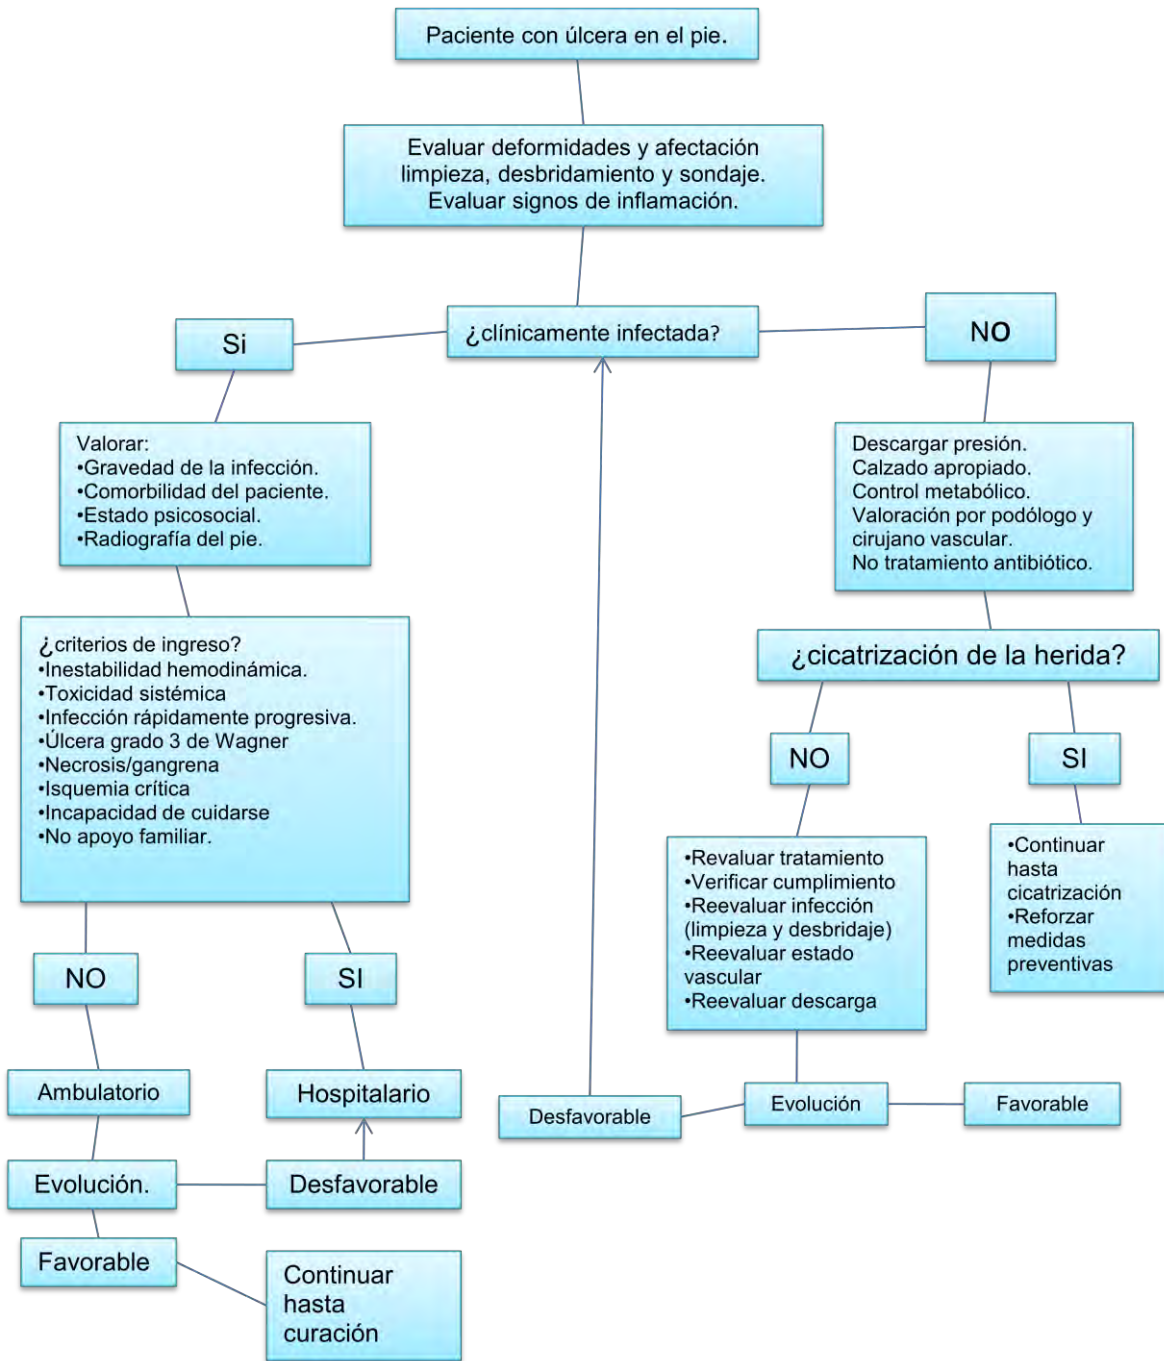 Paciente con úlcera en el pie.
Evaluar deformidades y afectación
limpieza, desbridamiento y sondaje.
Evaluar signos de inflamación.
¿clínicamente infectada?
Si
NO
Valorar:
•Gravedad de la infección.
•Comorbilidad del paciente.
•Estado psicosocial.
•Radiografía del pie.
Descargar presión.
Calzado apropiado.
Control metabólico.
Valoración por podólogo y
cirujano vascular.
No tratamiento antibiótico.
¿criterios de ingreso?
•Inestabilidad hemodinámica.
•Toxicidad sistémica
•Infección rápidamente progresiva.
•Úlcera grado 3 de Wagner
•Necrosis/gangrena
•Isquemia crítica
•Incapacidad de cuidarse
•No apoyo familiar.
¿cicatrización de la herida?
NO
SI
•Revaluar tratamiento
•Verificar cumplimiento
•Reevaluar infección
(limpieza y desbridaje)
•Reevaluar estado
vascular
•Reevaluar descarga
•Continuar
hasta
cicatrización
•Reforzar
medidas
preventivas
NO
SI
Ambulatorio
Hospitalario
Desfavorable
Evolución
Favorable
Evolución.
Desfavorable
Favorable
Continuar
hasta
curación